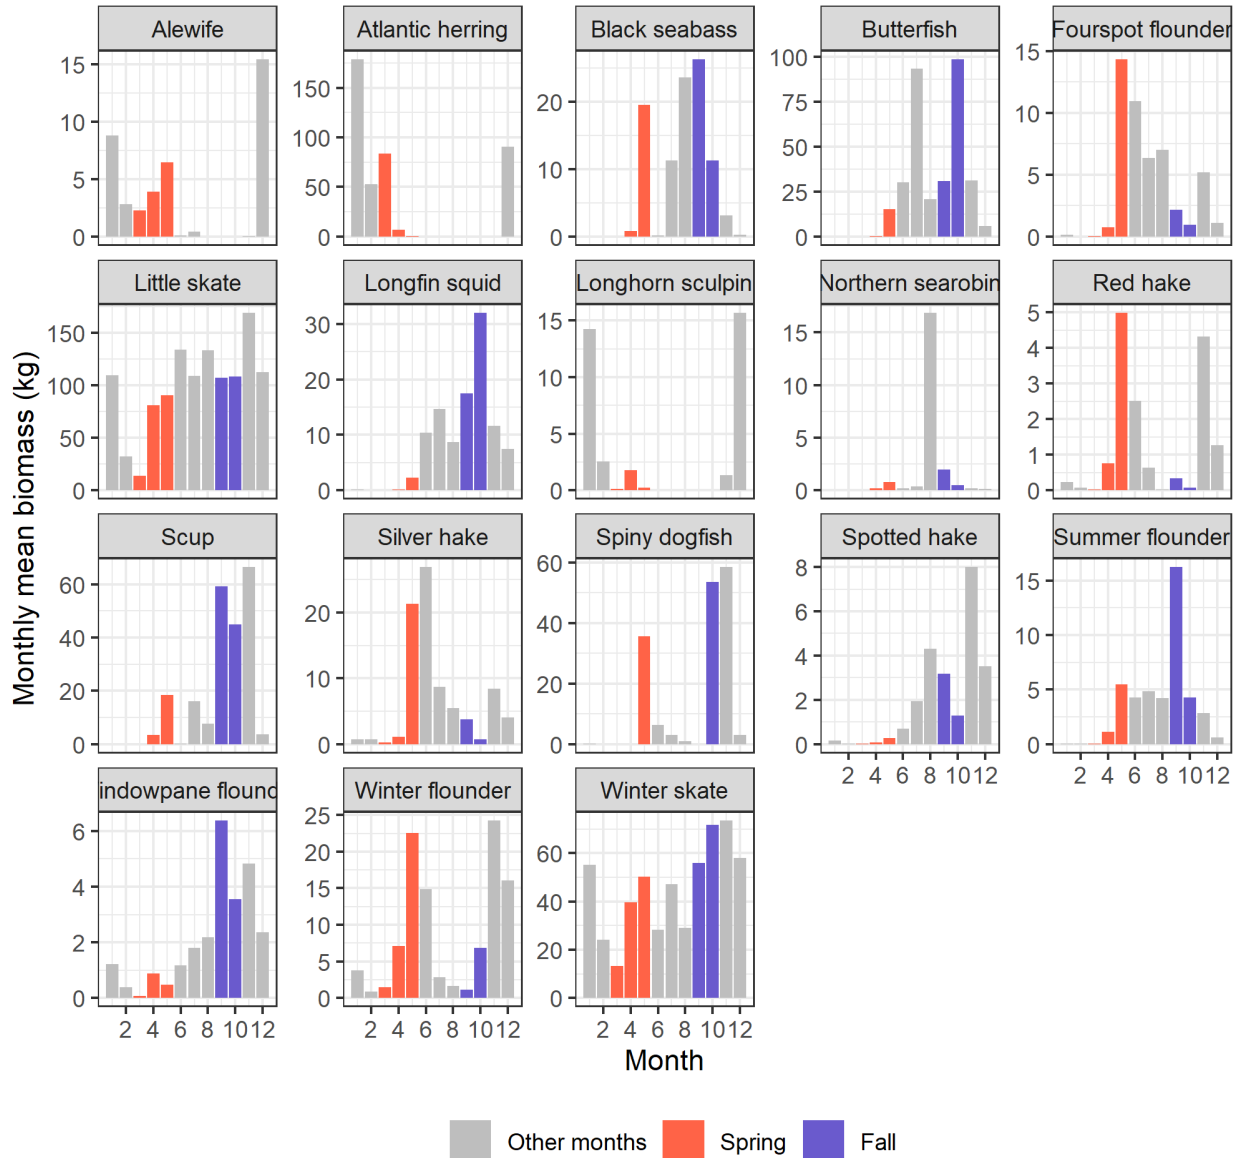 Alewife
Atlantic herring
Black seabass
Butterfish
Fourspot flounder
15
10
5
0
150
100
50
0
20
10
0
100
75
50
25
0
15
10
5
0
Little skate
Longfin squid
Longhorn sculpin
Northern searobin
Red hake
150
100
50
0
30
20
10
0
15
10
5
0
15
10
5
0
5
4
3
2
1
0
Monthly mean biomass (kg)
Scup
Silver hake
Spiny dogfish
Spotted hake
Summer flounder
60
40
20
0
20
10
0
60
40
20
0
8
6
4
2
0
15
10
5
0
2 4 6 8 10 12
2 4 6 8 10 12
indowpane flound
Winter flounder
Winter skate
6
4
2
0
25
20
15
10
5
0
60
40
20
0
2 4 6 8 10 12
2 4 6 8 10 12
2 4 6 8 10 12
Month
Other months
Spring
Fall